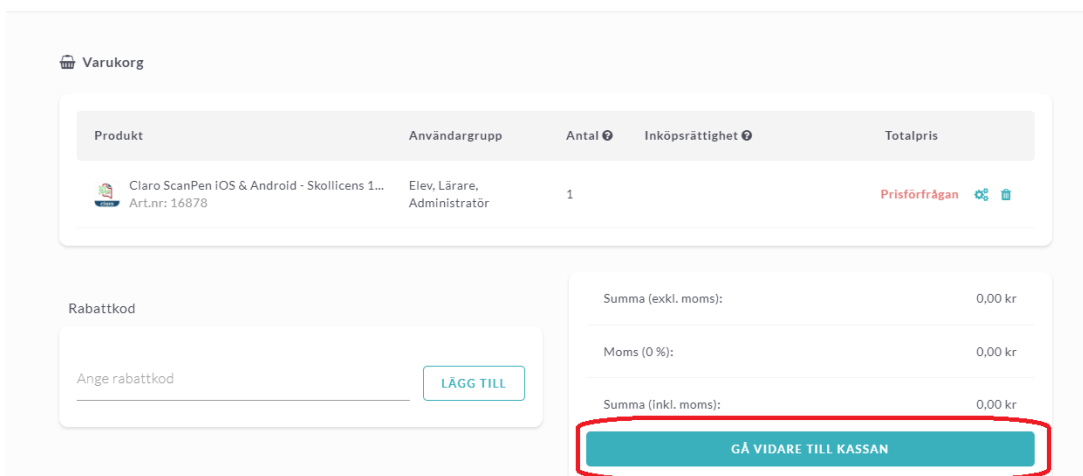 Varukorg
Produkt Användargrupp Antal Inköpsrättighet Totalpris
Claro ScanPen iOS & Android - Skollicens 1... Elev, Lärare,
Art.nr: 16878 Administratör 1 Prisförfrågan
Rabattkod
Ange rabattkod LÄGG TILL
Summa (exkl. moms): 0,00 kr
Moms (0 %): 0,00 kr
Summa (inkl. moms): 0,00 kr
GÅ VIDARE TILL KASSAN